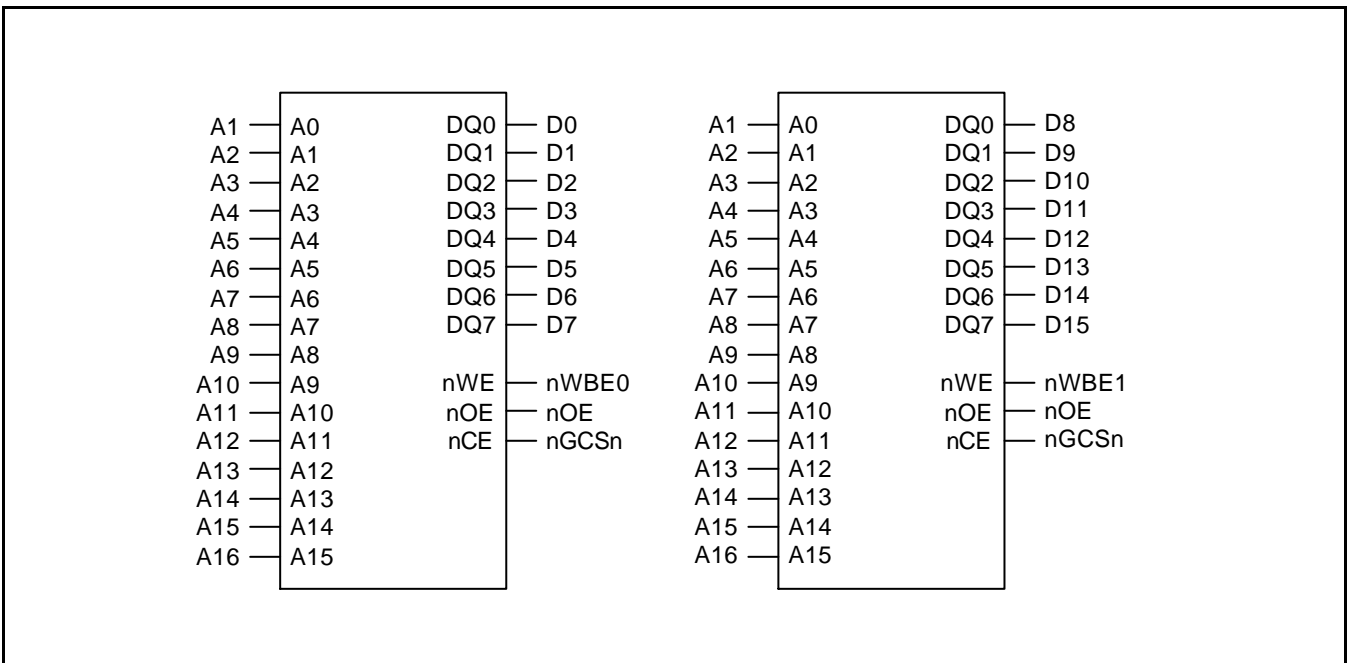 A1 A0 DQ0 D0
A2 A1 DQ1 D1
A3 A2 DQ2 D2
A4 A3 DQ3 D3
A5 A4 DQ4 D4
A6 A5 DQ5 D5
A7 A6 DQ6 D6
A8 A7 DQ7 D7
A9 A8
A10 A9 nWE nWBE0
A11 A10 nOE nOE
A12 A11 nCE nGCSn
A13 A12
A14 A13
A15 A14
A16 A15
A1 A0 DQ0 D8
A2 A1 DQ1 D9
A3 A2 DQ2 D10
A4 A3 DQ3 D11
A5 A4 DQ4 D12
A6 A5 DQ5 D13
A7 A6 DQ6 D14
A8 A7 DQ7 D15
A9 A8
A10 A9 nWE nWBE1
A11 A10 nOE nOE
A12 A11 nCE nGCSn
A13 A12
A14 A13
A15 A14
A16 A15